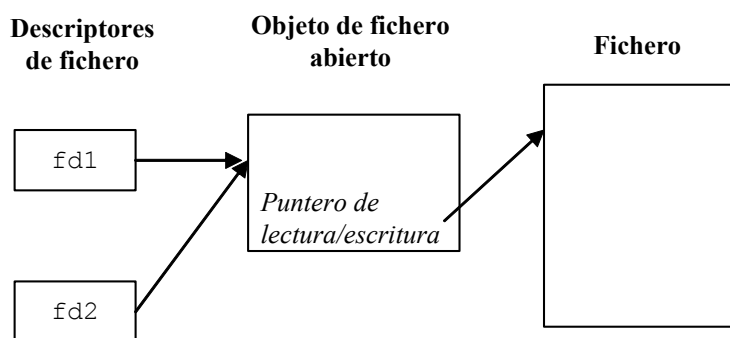 Descriptores
de fichero
Objeto de fichero
abierto
Fichero
fd1
Puntero de
lectura/escritura
fd2